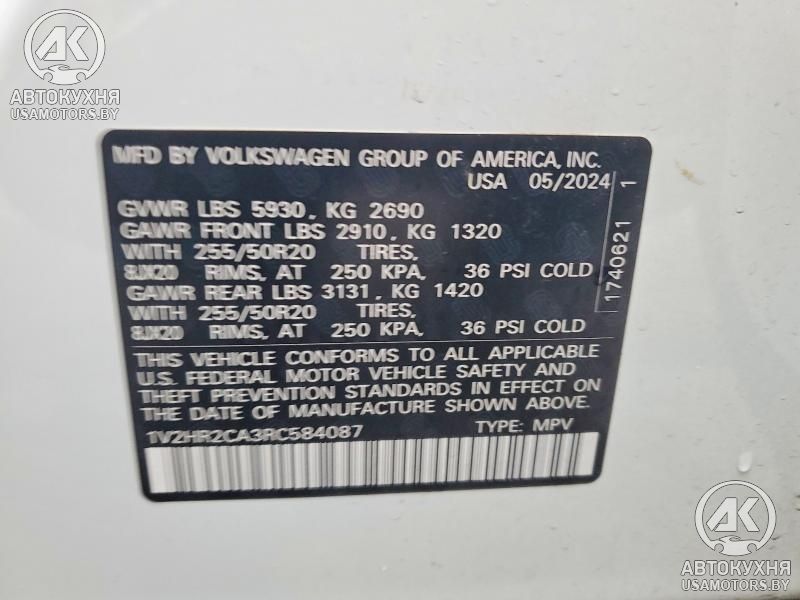 AK
АВТОКУХНЯ
USAMOTORS.BY
MFD BY VOLKSWAGEN GROUP OF AMERICA, INC.
USA 05/2024
GVWR LBS 5930, KG 2690
GAWR FRONT LBS 2910, KG 1320
WITH 255/50R20 TIRES,
8JX20 RIMS, AT 250 KPA, 36 PSI COLD
GAWR REAR LBS 3131, KG 1420
WITH 255/50R20 TIRES,
8JX20 RIMS, AT 250 KPA, 36 PSI COLD
1740621 1
THIS VEHICLE CONFORMS TO ALL APPLICABLE
U.S. FEDERAL MOTOR VEHICLE SAFETY AND
THEFT PREVENTION STANDARDS IN EFFECT ON
THE DATE OF MANUFACTURE SHOWN ABOVE.
1V2HR2CA3RC584087 TYPE: MPV
AK
АВТОКУХНЯ
USAMOTORS.BY